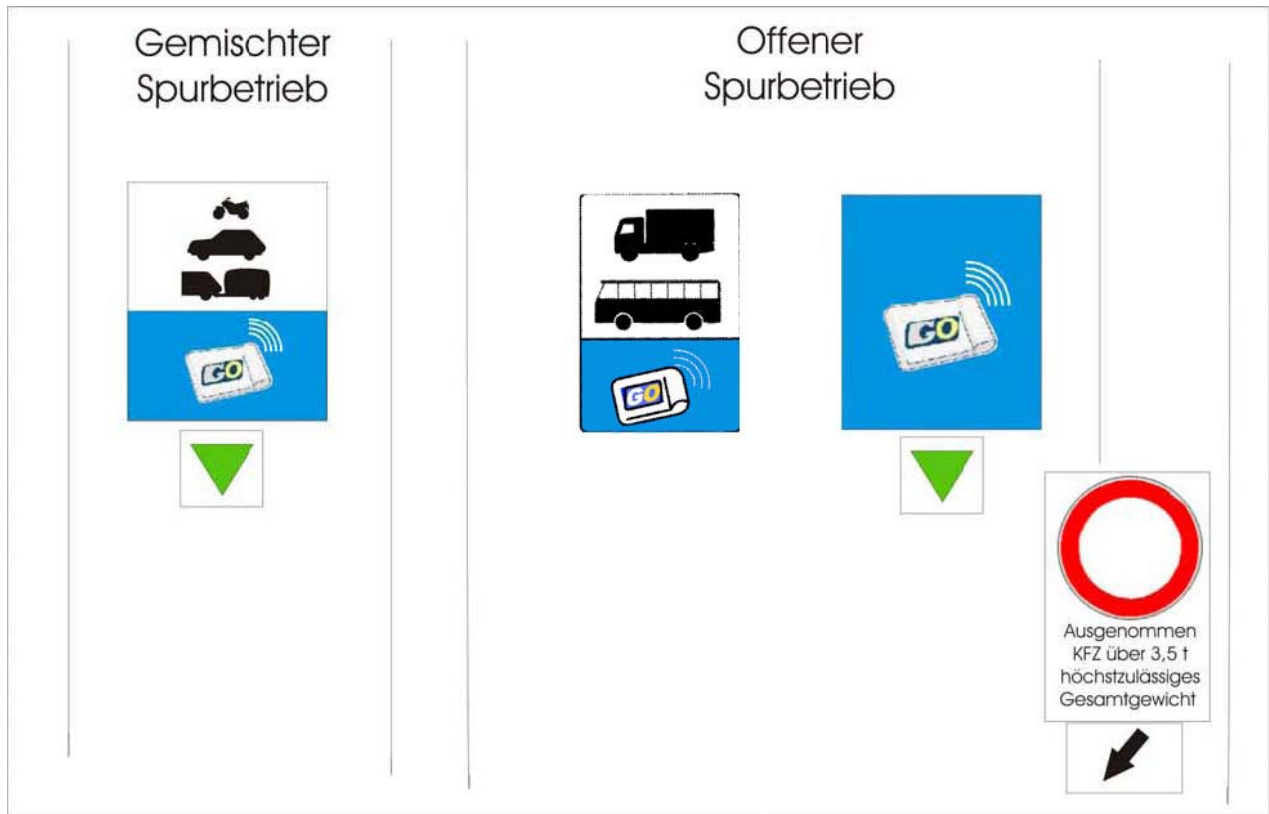 Gemischter
Spurbetrieb
Offener
Spurbetrieb
GO
GO
GO
Ausgenommen
KFZ über 3,5 t
höchstzulässiges
Gesamtgewicht